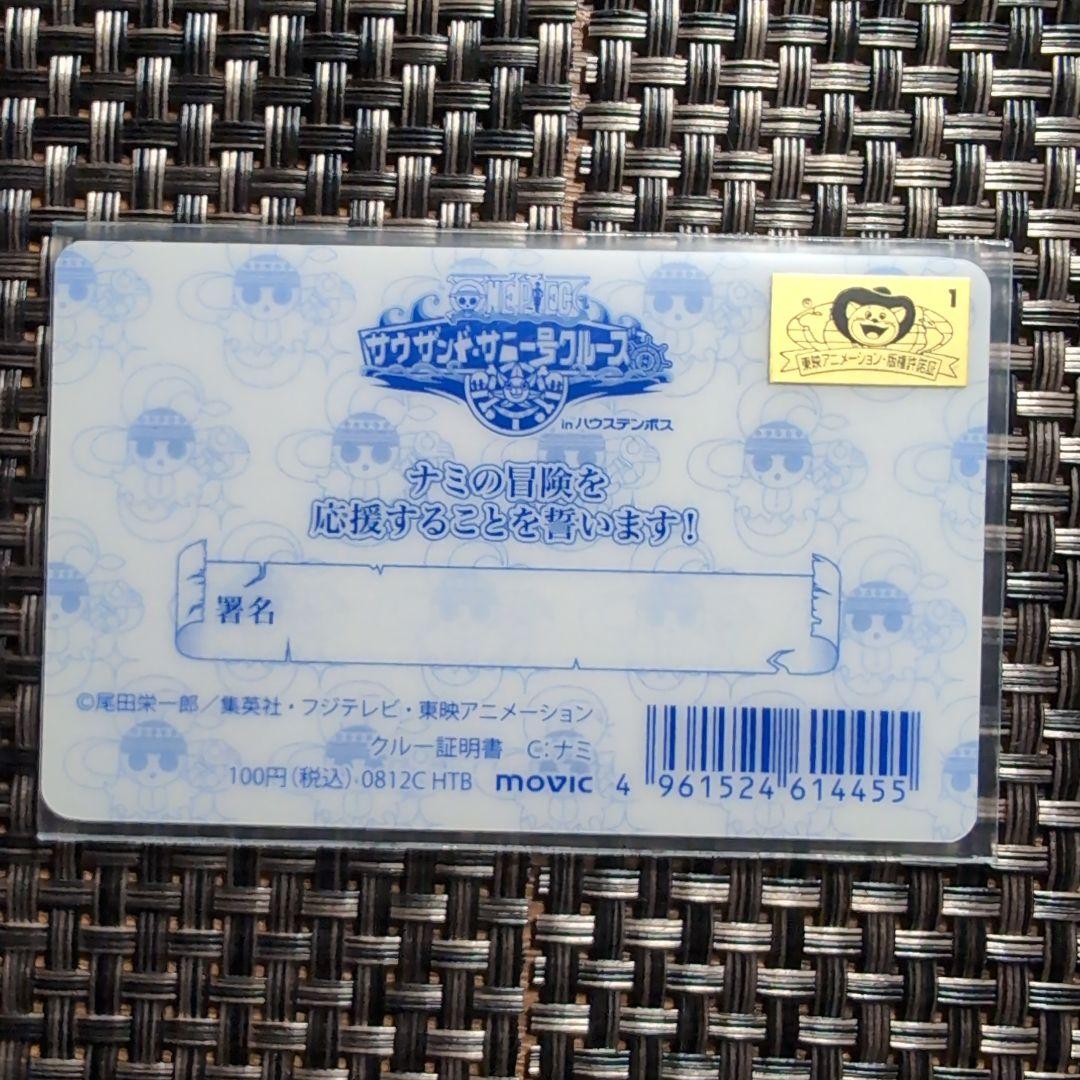 ONE PIECE
サウザンド・サニー号クルーズ
in ハウステンボス
1
東映アニメーション・版権許諾証
ナミの冒険を
応援することを誓います!
署名
©尾田栄一郎/集英社・フジテレビ・東映アニメーション
クルー証明書 C:ナミ
100円(税込)・0812C HTB movic
4 961524 614455